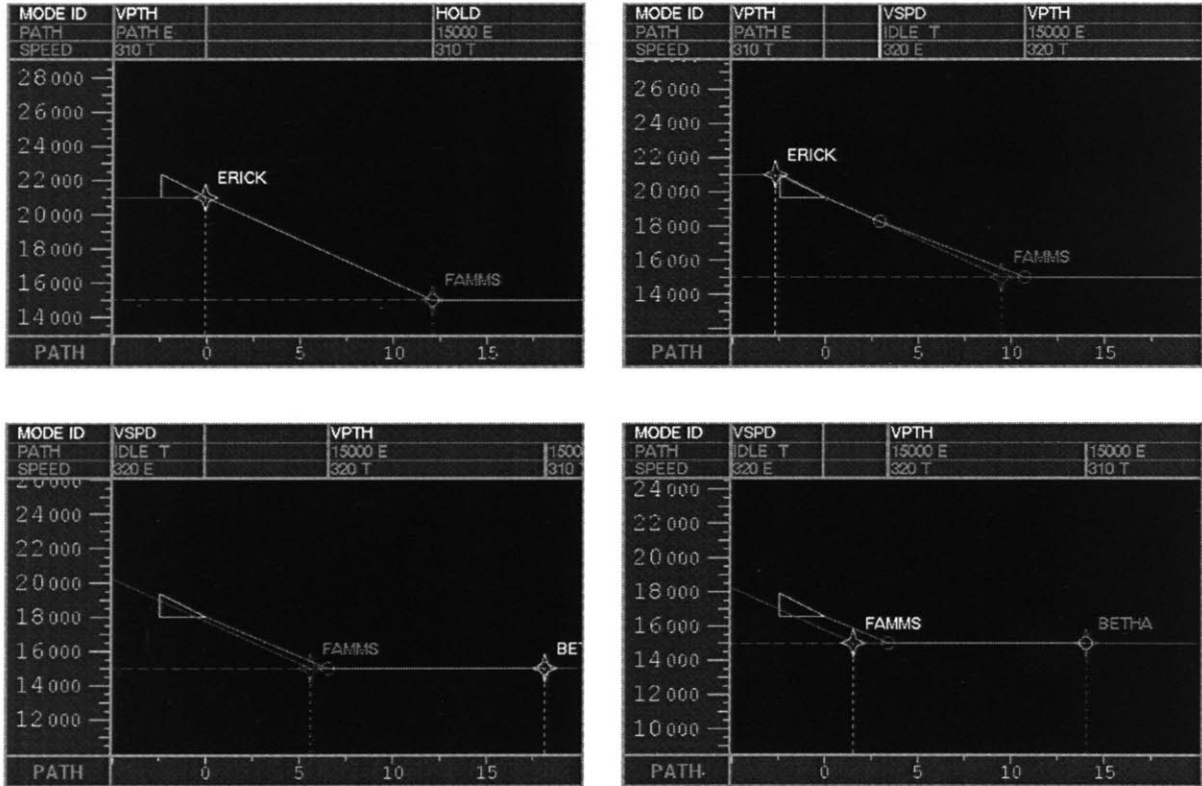 MODE ID VPTH HOLD
PATH PATH E 15000 E
SPEED 310 T 310 T
28000
26000
24000
22000
20000
18000
16000
14000
ERICK
FAMMS
PATH 0 5 10 15
MODE ID VPTH VSPD VPTH
PATH PATH E IDLE T 15000 E
SPEED 310 T 320 E 320 T
26000
24000
22000
20000
18000
16000
14000
ERICK
FAMMS
PATH 0 5 10 15
MODE ID VSPD VPTH
PATH IDLE T 15000 E 1500
SPEED 320 E 320 T 310
24000
22000
20000
18000
16000
14000
12000
FAMMS
BET
PATH 0 5 10 15
MODE ID VSPD VPTH
PATH IDLE T 15000 E 15000 E
SPEED 320 E 320 T 310 T
24000
22000
20000
18000
16000
14000
12000
10000
FAMMS BETHA
PATH 0 5 10 15